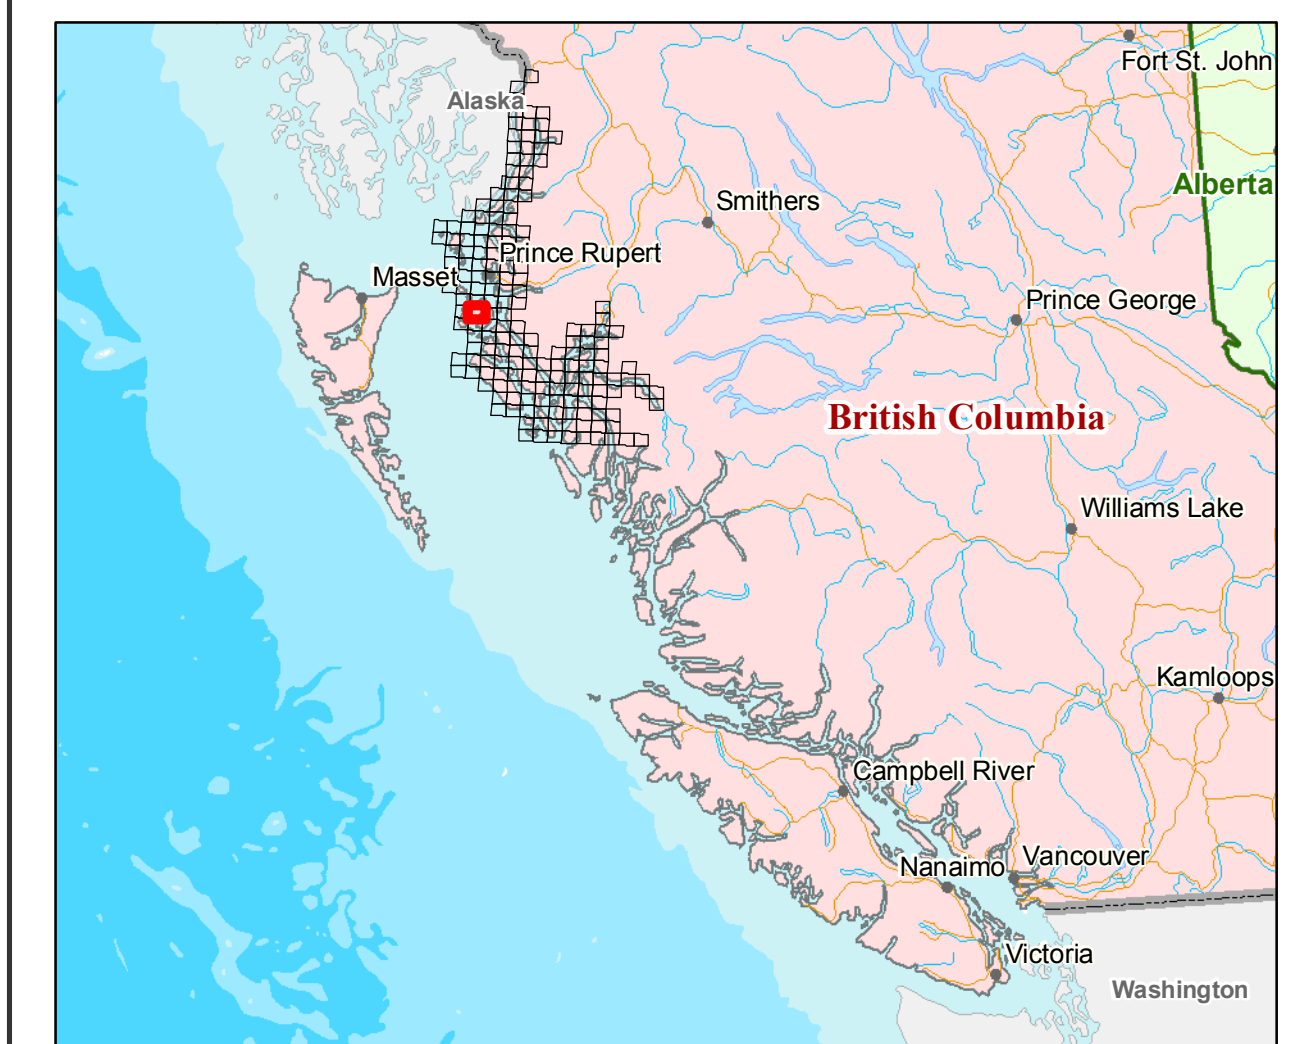 Fort St. John
Alaska
Alberta
Smithers
Prince Rupert
Masset
Prince George
British Columbia
Williams Lake
Kamloops
Campbell River
Vancouver
Nanaimo
Victoria
Washington